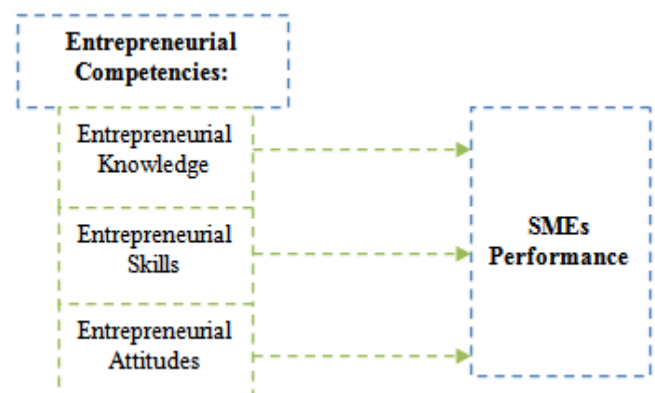 Entrepreneurial
Competencies:
Entrepreneurial
Knowledge
Entrepreneurial
Skills
Entrepreneurial
Attitudes
SMEs
Performance